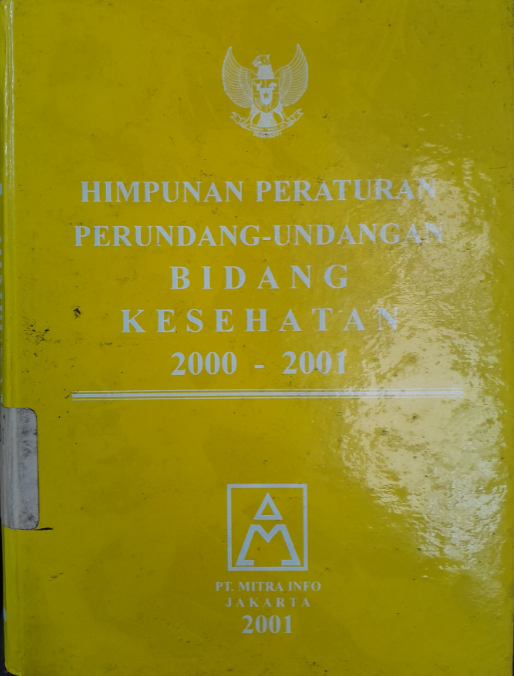 HIMPUNAN PERATURAN
PERUNDANG-UNDANGAN
BIDANG
KESEHATAN
2000 - 2001
PT. MITRA INFO
JAKARTA
2001